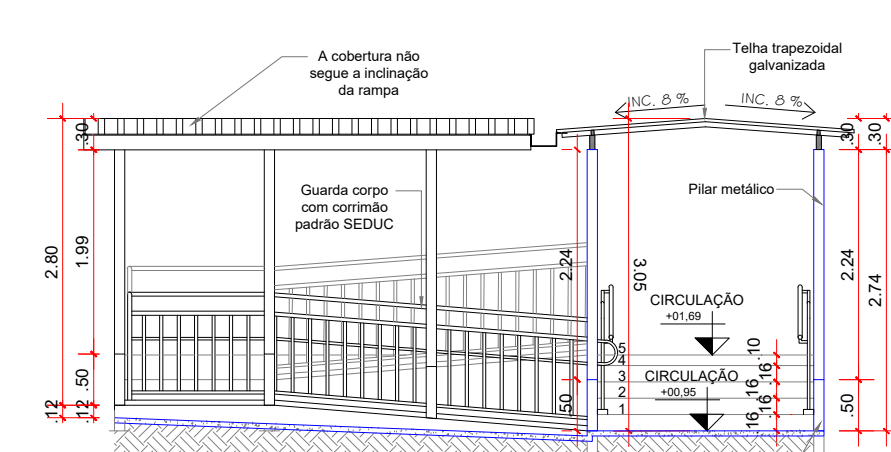 A cobertura não
segue a inclinação
da rampa
Telha trapezoidal
galvanizada
INC. 8 %
INC. 8 %
.30
.30
.30
Guarda corpo
com corrimão
padrão SEDUC
Pilar metálico
2.80
1.99
2.24
3.05
2.24
2.74
CIRCULAÇÃO
+01,69
5
4
3
2
1
CIRCULAÇÃO
+00,95
.10
.16
.16
.16
.16
.50
.50
.50
.12
.12